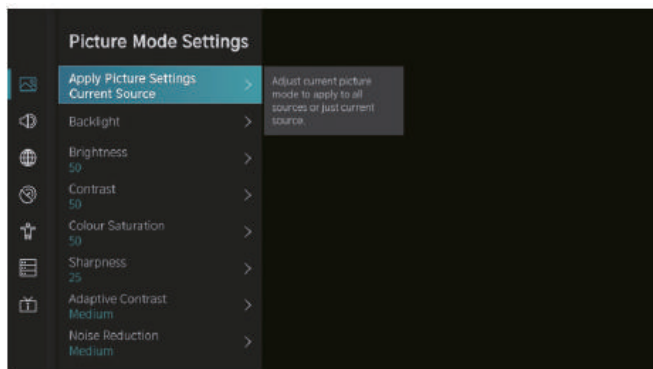 Picture Mode Settings
Apply Picture Settings
Current Source
Adjust current picture
mode to apply to all
sources or just current
source.
Backlight
Brightness
50
Contrast
50
Colour Saturation
50
Sharpness
25
Adaptive Contrast
Medium
Noise Reduction
Medium